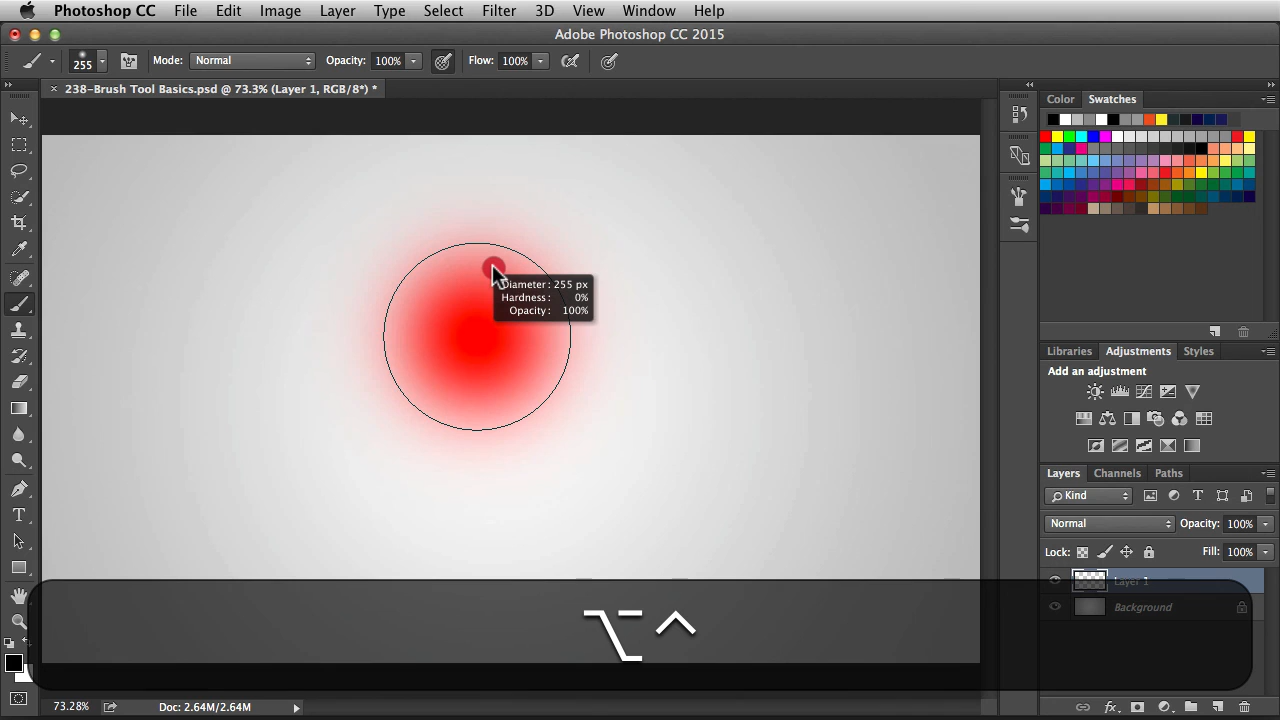 Photoshop CC File Edit Image Layer Type Select Filter 3D View Window Help
Adobe Photoshop CC 2015
255 Mode: Normal Opacity: 100% Flow: 100%
238-Brush Tool Basics.psd @ 73.3% (Layer 1, RGB/8*) *
Color Swatches
Diameter: 255 px
Hardness: 0%
Opacity: 100%
Libraries Adjustments Styles
Add an adjustment
Layers Channels Paths
Kind
Normal Opacity: 100%
Lock: Fill: 100%
Layer 1
Background
⌥ ⌃
73.28% Doc: 2.64M/2.64M